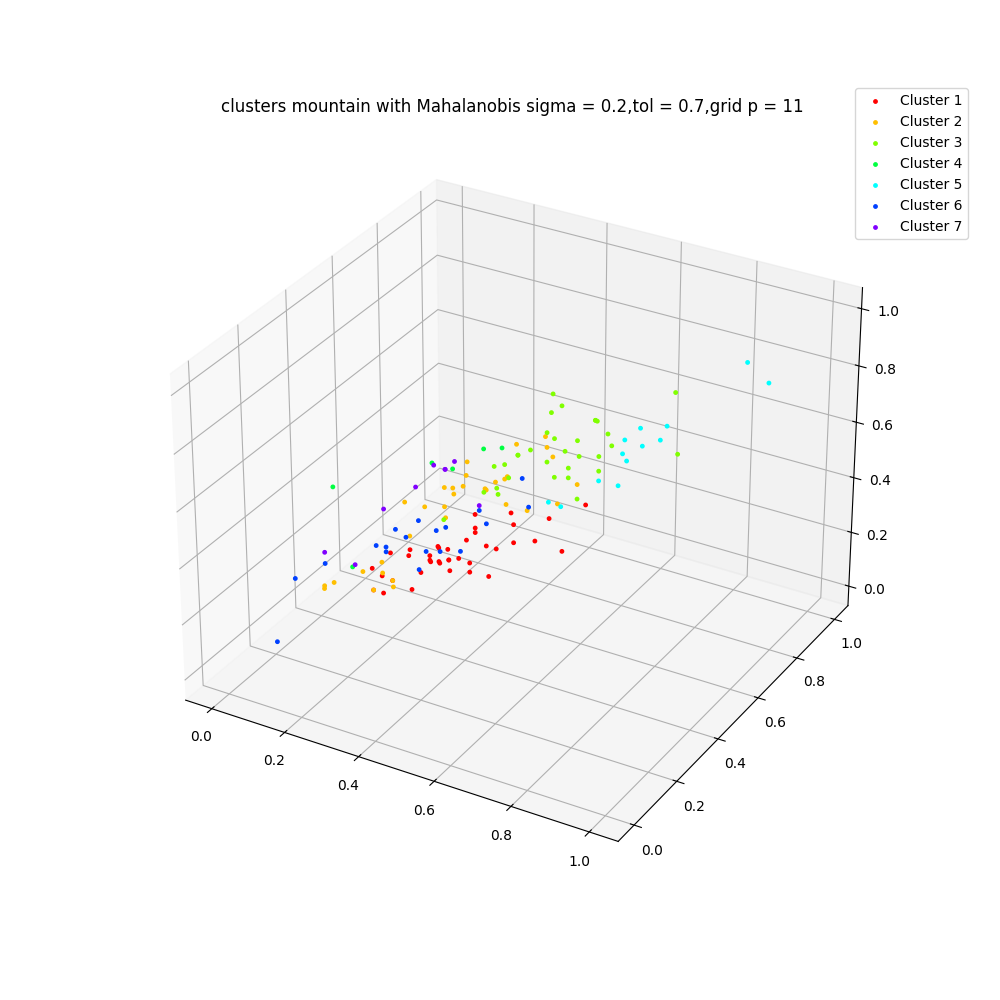 clusters mountain with Mahalanobis sigma = 0.2,tol = 0.7,grid p = 11
Cluster 1
Cluster 2
Cluster 3
Cluster 4
Cluster 5
Cluster 6
Cluster 7
1.0
0.8
0.6
0.4
0.2
0.0
1.0
0.8
0.6
0.4
0.2
0.0
0.0
0.2
0.4
0.6
0.8
1.0